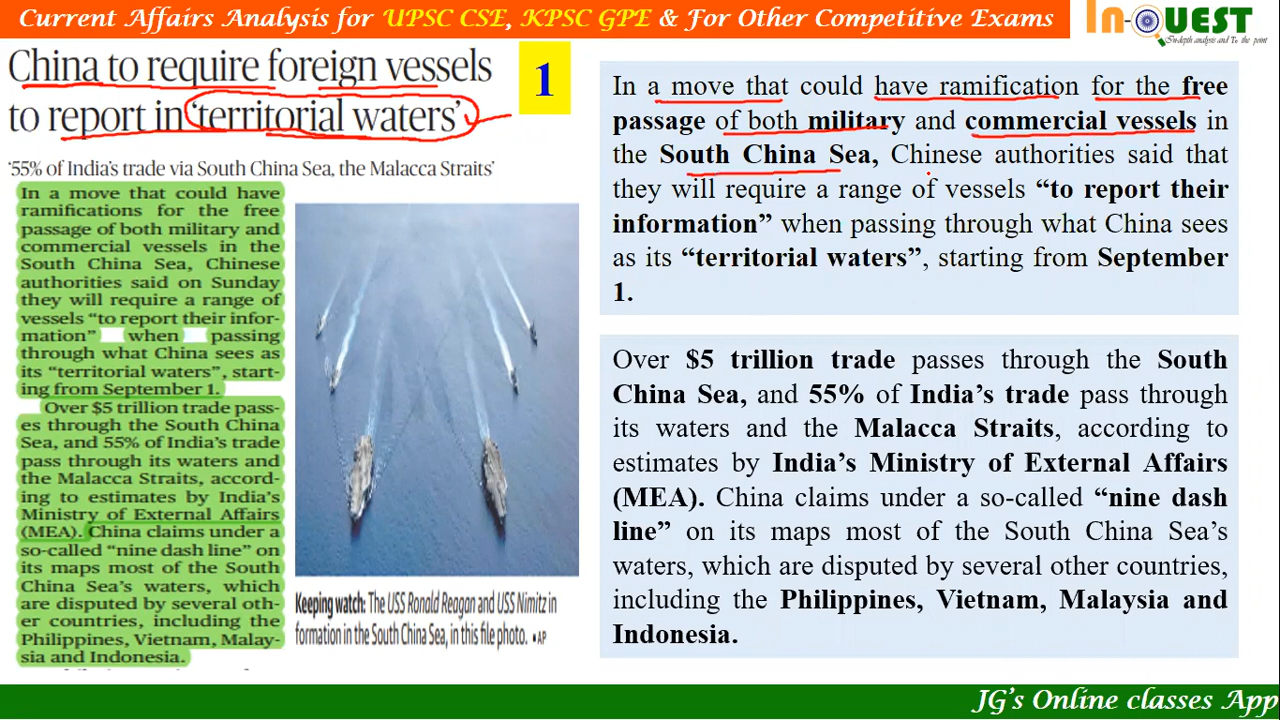 Current Affairs Analysis for UPSC CSE, KPSC GPE & For Other Competitive Exams
In-QUEST
In-depth analysis and To the point
China to require foreign vessels
to report in ‘territorial waters’
1
‘55% of India’s trade via South China Sea, the Malacca Straits’
In a move that could have
ramifications for the free
passage of both military and
commercial vessels in the
South China Sea, Chinese
authorities said on Sunday
they will require a range of
vessels “to report their infor-
mation” when passing
through what China sees as
its “territorial waters”, start-
ing from September 1.
Over $5 trillion trade pass-
es through the South China
Sea, and 55% of India’s trade
pass through its waters and
the Malacca Straits, accord-
ing to estimates by India’s
Ministry of External Affairs
(MEA). China claims under a
so-called “nine dash line” on
its maps most of the South
China Sea’s waters, which
are disputed by several oth-
er countries, including the
Philippines, Vietnam, Malay-
sia and Indonesia.
Keeping watch: The USS Ronald Reagan and USS Nimitz in
formation in the South China Sea, in this file photo. •AP
In a move that could have ramification for the free
passage of both military and commercial vessels in
the South China Sea, Chinese authorities said that
they will require a range of vessels “to report their
information” when passing through what China sees
as its “territorial waters”, starting from September
1.
Over $5 trillion trade passes through the South
China Sea, and 55% of India’s trade pass through
its waters and the Malacca Straits, according to
estimates by India’s Ministry of External Affairs
(MEA). China claims under a so-called “nine dash
line” on its maps most of the South China Sea’s
waters, which are disputed by several other countries,
including the Philippines, Vietnam, Malaysia and
Indonesia.
JG's Online classes App